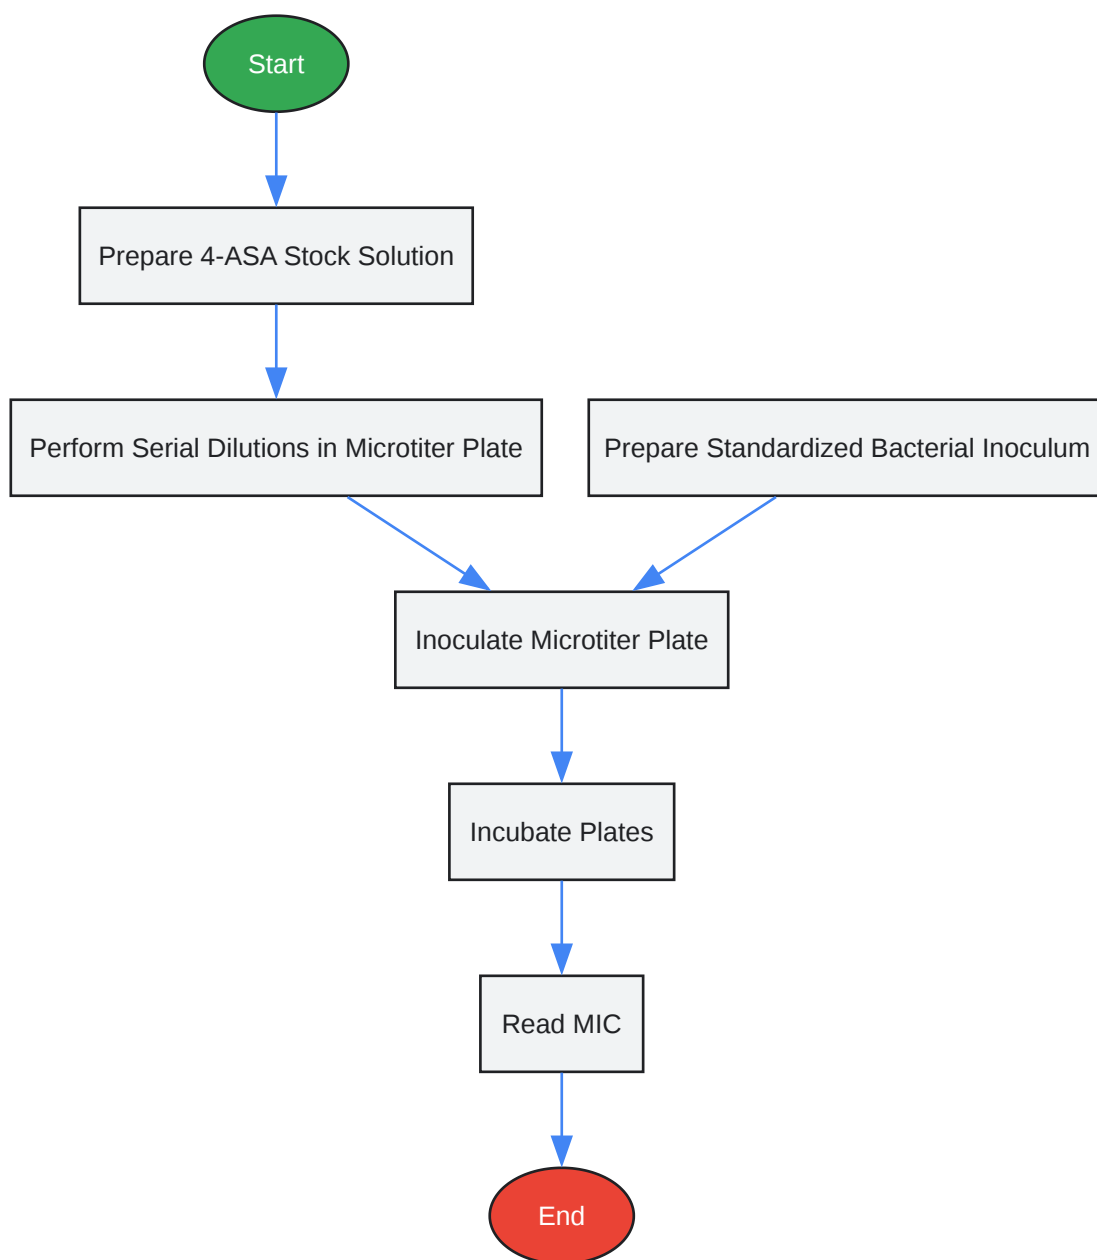 Start
Prepare 4-ASA Stock Solution
Perform Serial Dilutions in Microtiter Plate
Prepare Standardized Bacterial Inoculum
Inoculate Microtiter Plate
Incubate Plates
Read MIC
End